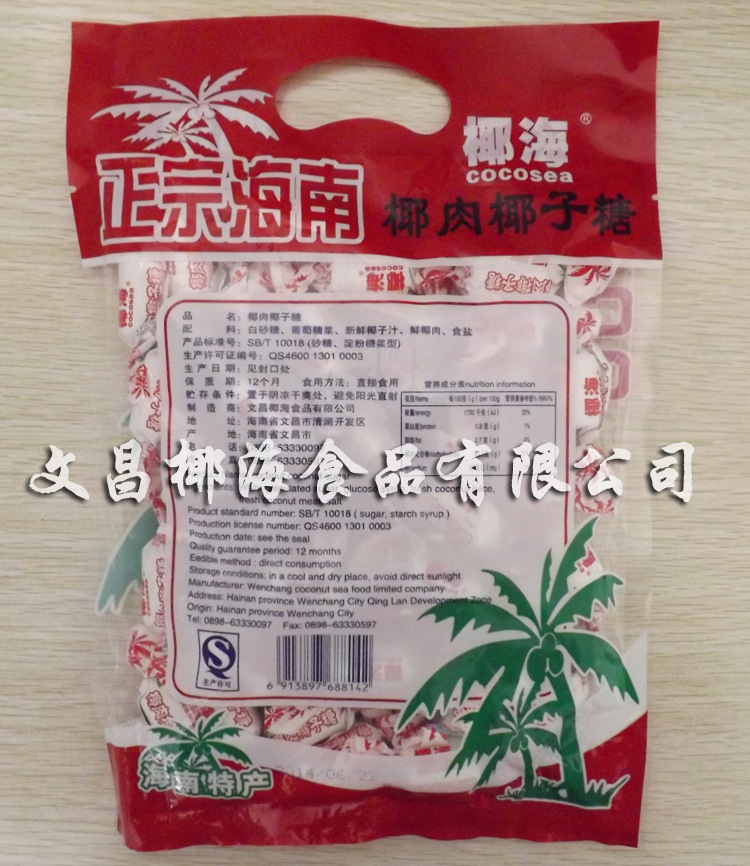 椰海®
cocosea
正宗海南
椰肉椰子糖
品 名：椰肉椰子糖
配 料：白砂糖、葡萄糖浆、新鲜椰子汁、鲜椰肉、食盐
产品标准号：SB/T 10018 (砂糖、淀粉糖浆型)
生产许可证编号：QS4600 1301 0003
生产日期：见封口处
保 质 期：12个月 食用方法：直接食用
贮存条件：置于阴凉干爽处，避免阳光直射
制 造 商：文昌椰海食品有限公司
地 址：海南省文昌市清澜开发区
产 地：海南省文昌市
营养成分表nutrition information
文昌椰海食品有限公司
fresh coconut meat, salt
Product standard number: SB/T 10018 ( sugar, starch syrup )
Production license number: QS4600 1301 0003
Production date: see the seal
Quality guarantee period: 12 months
Eedible method : direct consumption
Storage conditions: in a cool and dry place, avoid direct sunlight
Manufacturer: Wenchang coconut sea food limited company
Address: Hainan province Wenchang City Qing Lan Development Zone
Origin: Hainan province Wenchang City
Tel: 0898-63330097 Fax: 0898-63330597
生产许可
6 913897 688142
海南特产
2014/06/22